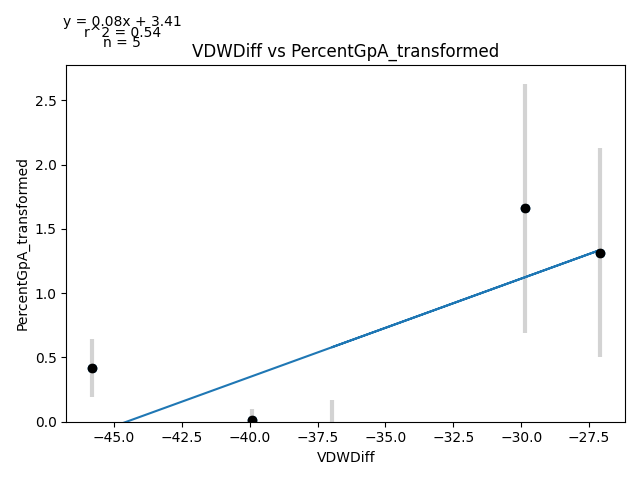 y = 0.08x + 3.41
r^2 = 0.54
n = 5
VDWDiff vs PercentGpA_transformed
PercentGpA_transformed
2.5
2.0
1.5
1.0
0.5
0.0
−45.0 −42.5 −40.0 −37.5 −35.0 −32.5 −30.0 −27.5
VDWDiff